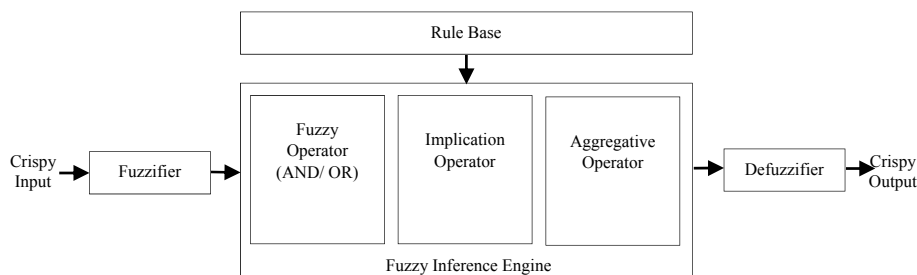 Rule Base
Fuzzy
Operator
(AND/ OR)
Implication
Operator
Aggregative
Operator
Crispy
Input
Fuzzifier
Defuzzifier
Crispy
Output
Fuzzy Inference Engine